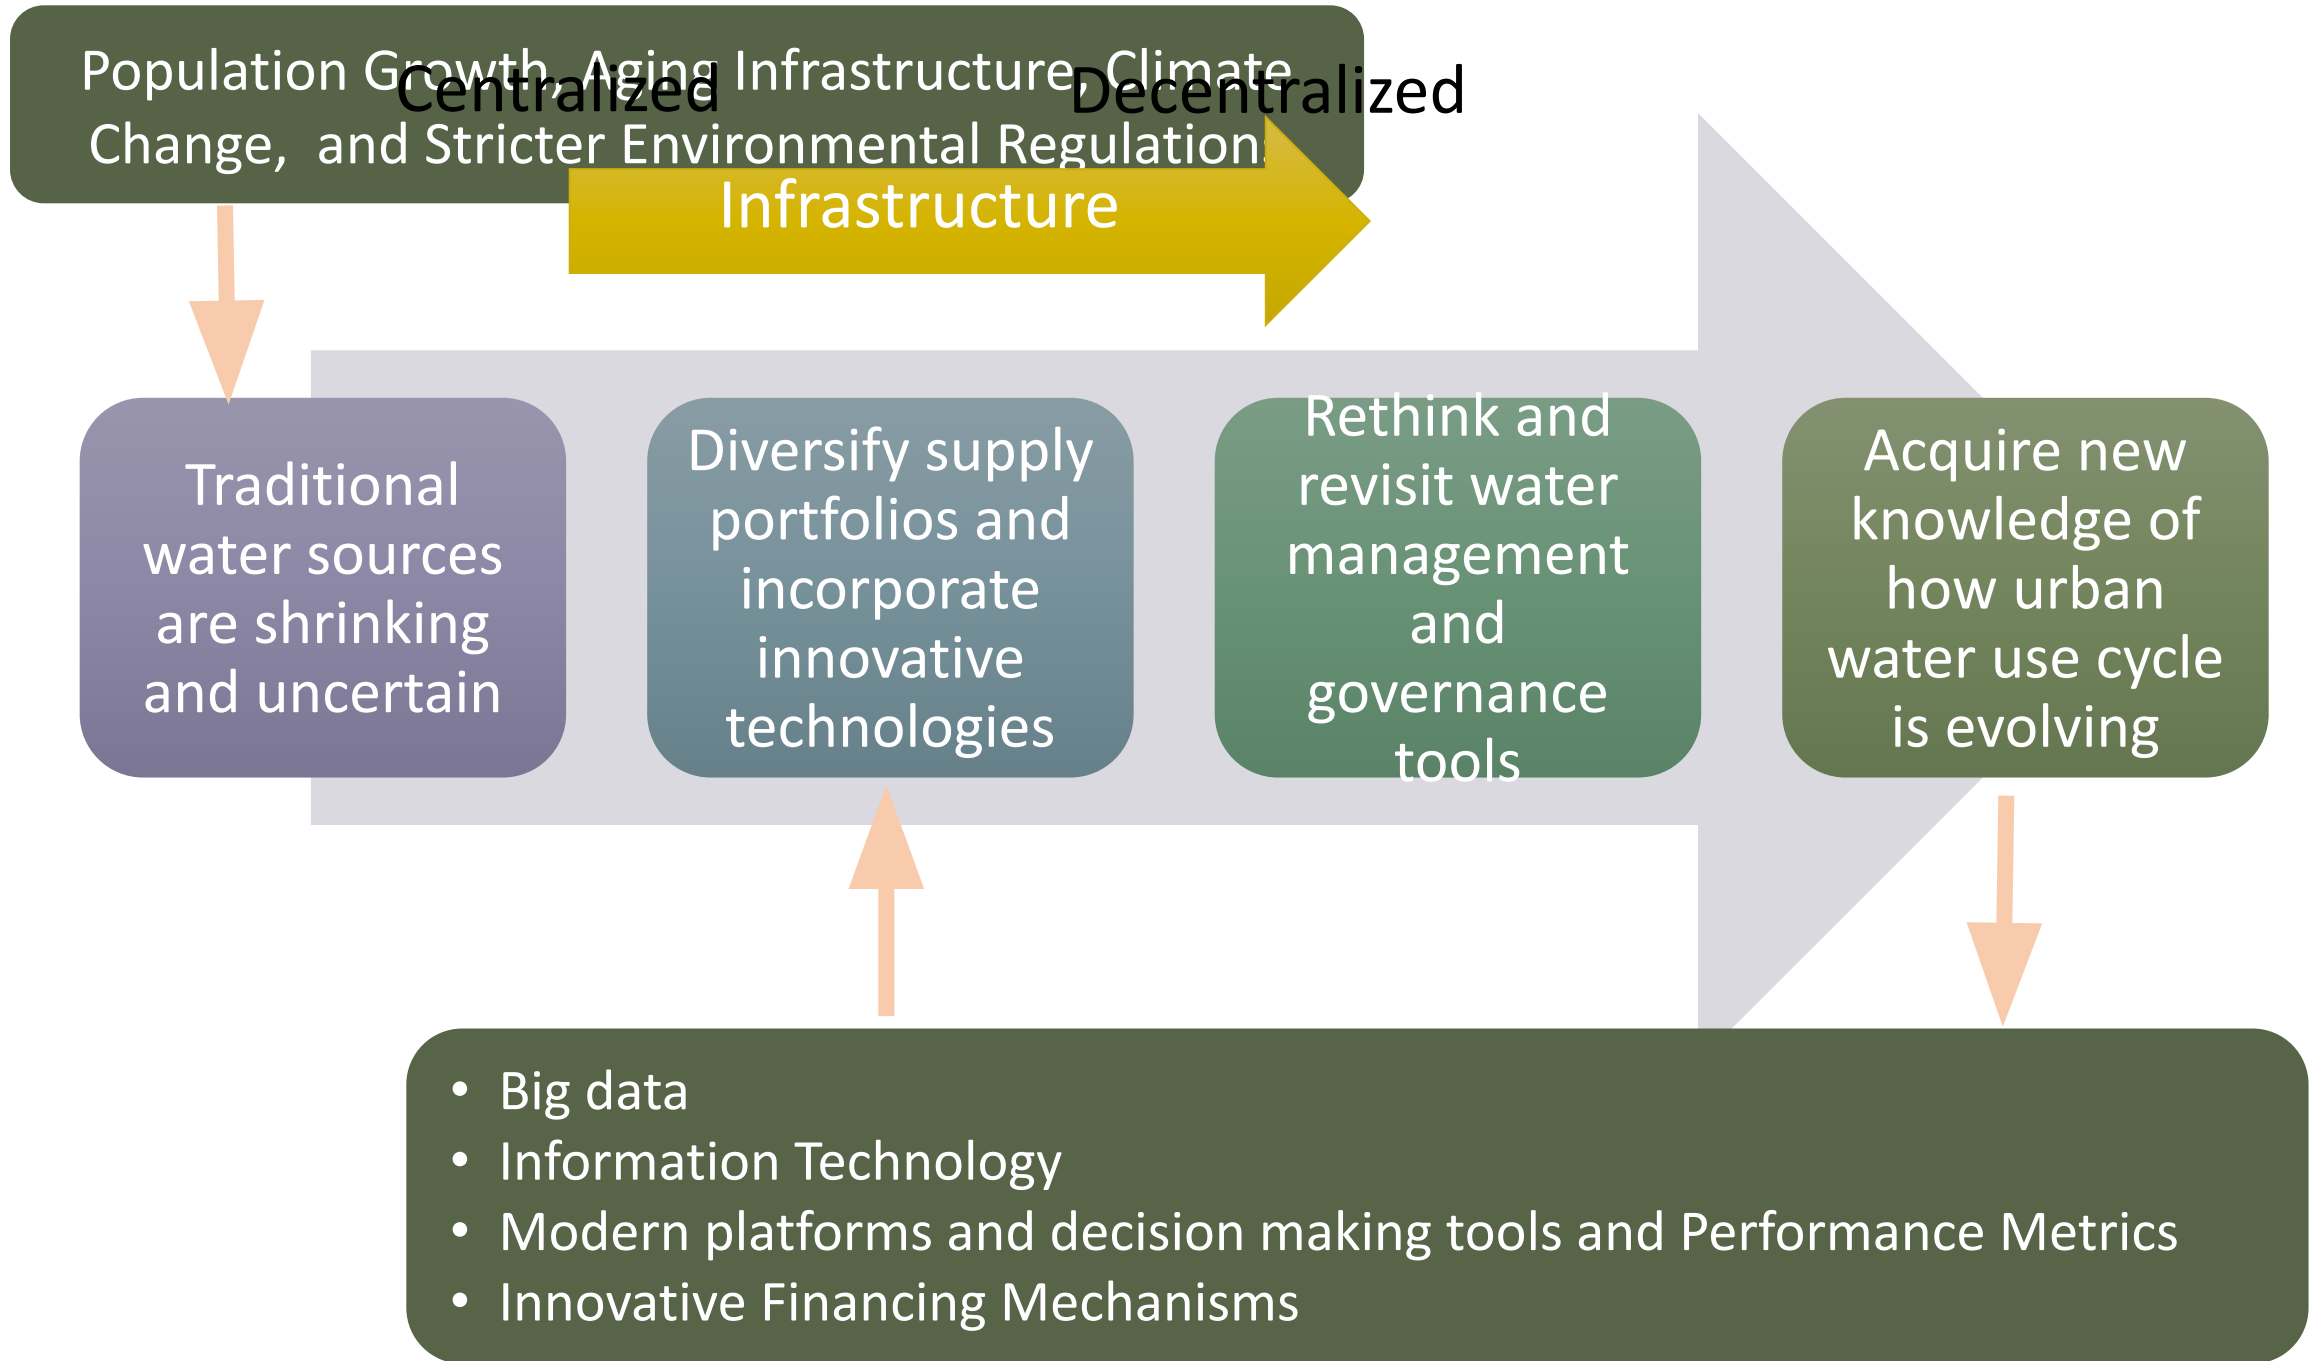 Population Growth, Aging Infrastructure, Climate
Change, and Stricter Environmental Regulations
Centralized
Decentralized
Infrastructure
Traditional
water sources
are shrinking
and uncertain
Diversify supply
portfolios and
incorporate
innovative
technologies
Rethink and
revisit water
management
and
governance
tools
Acquire new
knowledge of
how urban
water use cycle
is evolving
• Big data
• Information Technology
• Modern platforms and decision making tools and Performance Metrics
• Innovative Financing Mechanisms